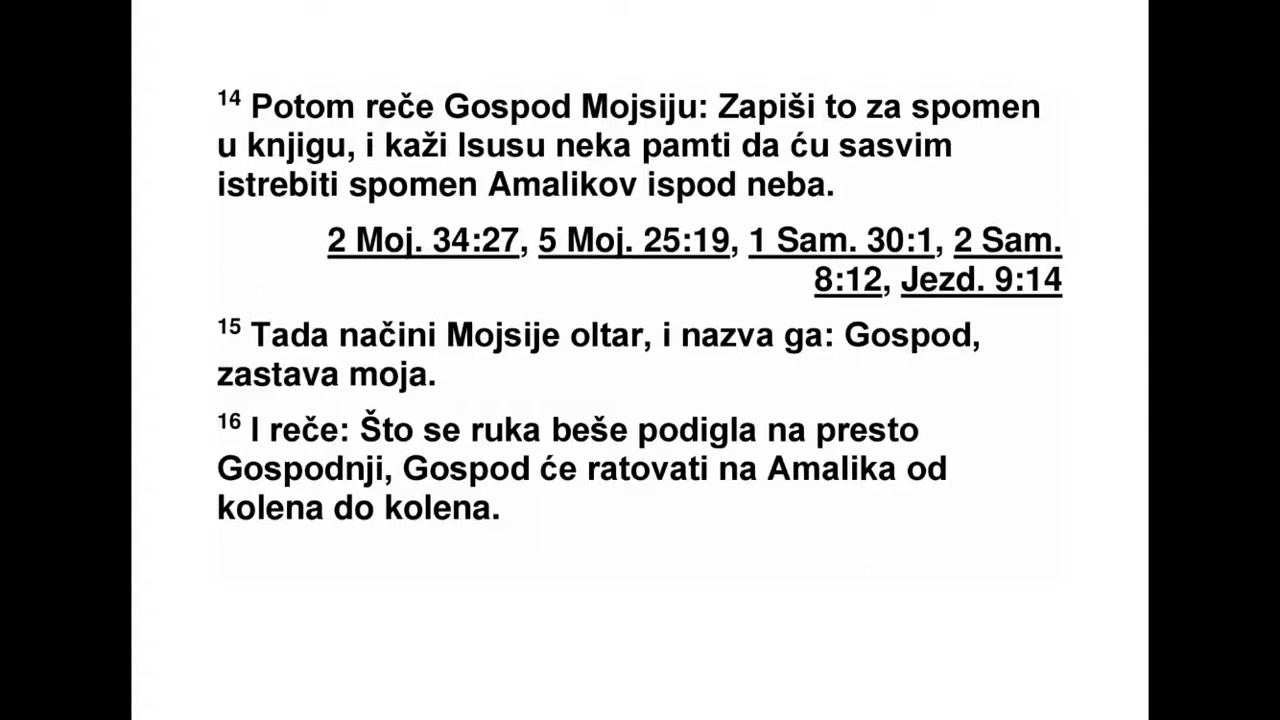 14 Potom reče Gospod Mojsiju: Zapiši to za spomen
u knjigu, i kaži Isusu neka pamti da ću sasvim
istrebiti spomen Amalikov ispod neba.
2 Moj. 34:27, 5 Moj. 25:19, 1 Sam. 30:1, 2 Sam.
8:12, Jezd. 9:14
15 Tada načini Mojsije oltar, i nazva ga: Gospod,
zastava moja.
16 I reče: Što se ruka beše podigla na presto
Gospodnji, Gospod će ratovati na Amalika od
kolena do kolena.